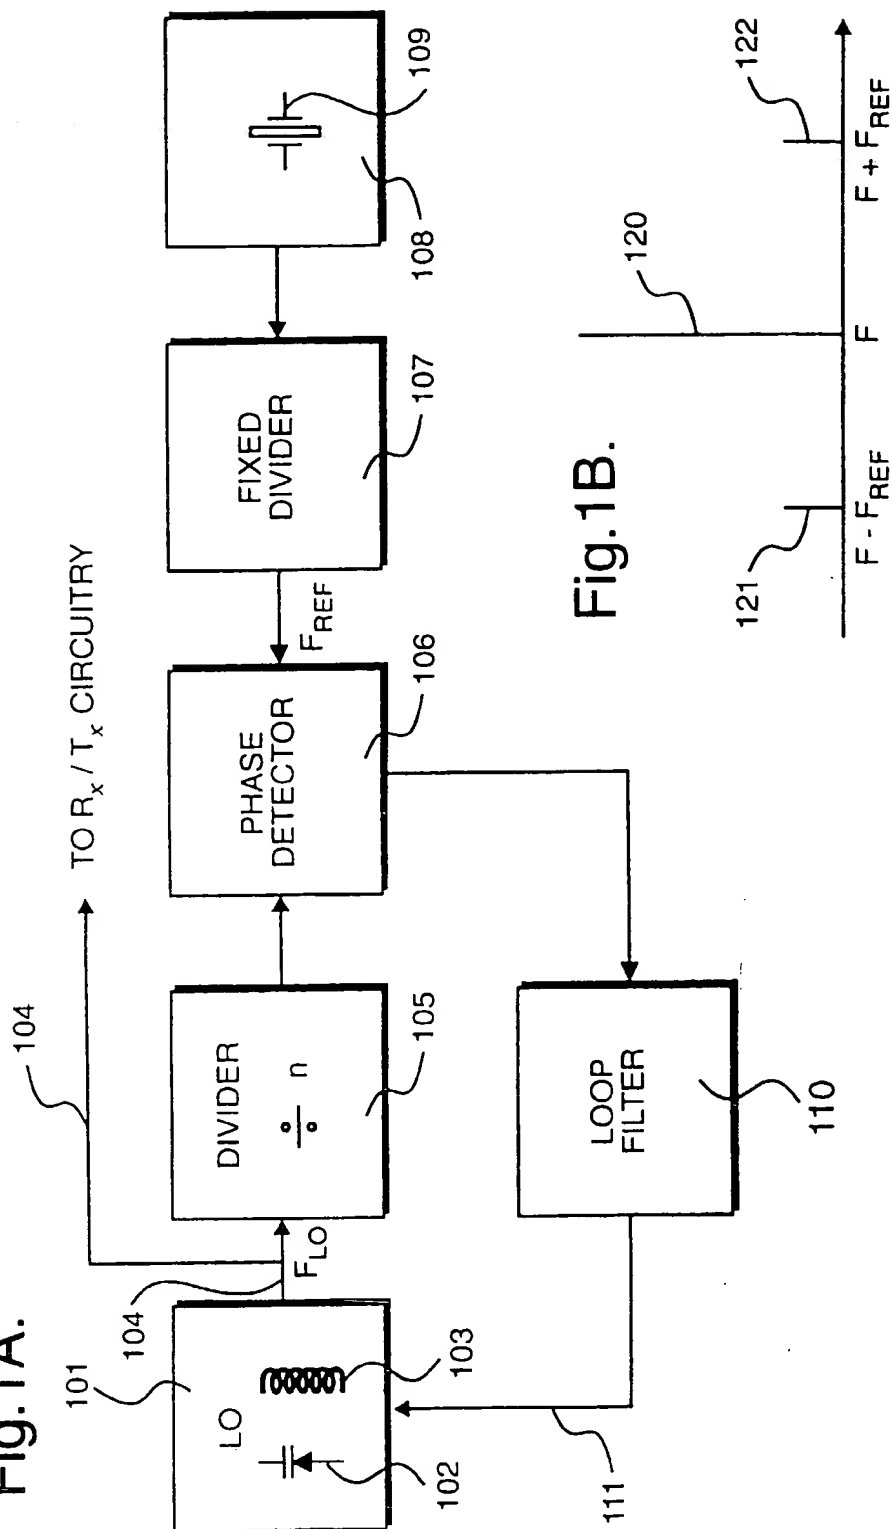 Fig.1A.
TO Rx / Tx CIRCUITRY
104
101
104
LO
102
103
FLO
DIVIDER
÷ n
105
PHASE
DETECTOR
106
FREF
FIXED
DIVIDER
107
108
109
LOOP
FILTER
110
111
Fig.1B.
120
121
122
F - FREF
F
F + FREF